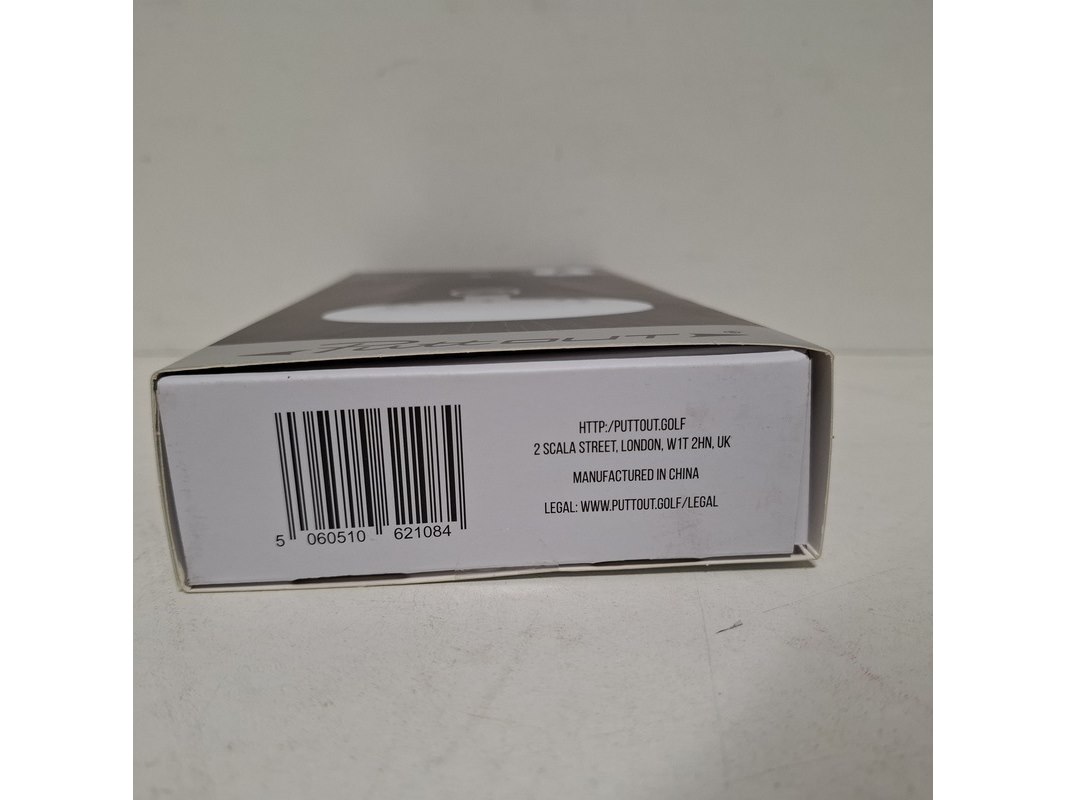 PuttOUT®
HTTP:/PUTTOUT.GOLF
2 SCALA STREET, LONDON, W1T 2HN, UK
MANUFACTURED IN CHINA
LEGAL: WWW.PUTTOUT.GOLF/LEGAL
5 060510 621084